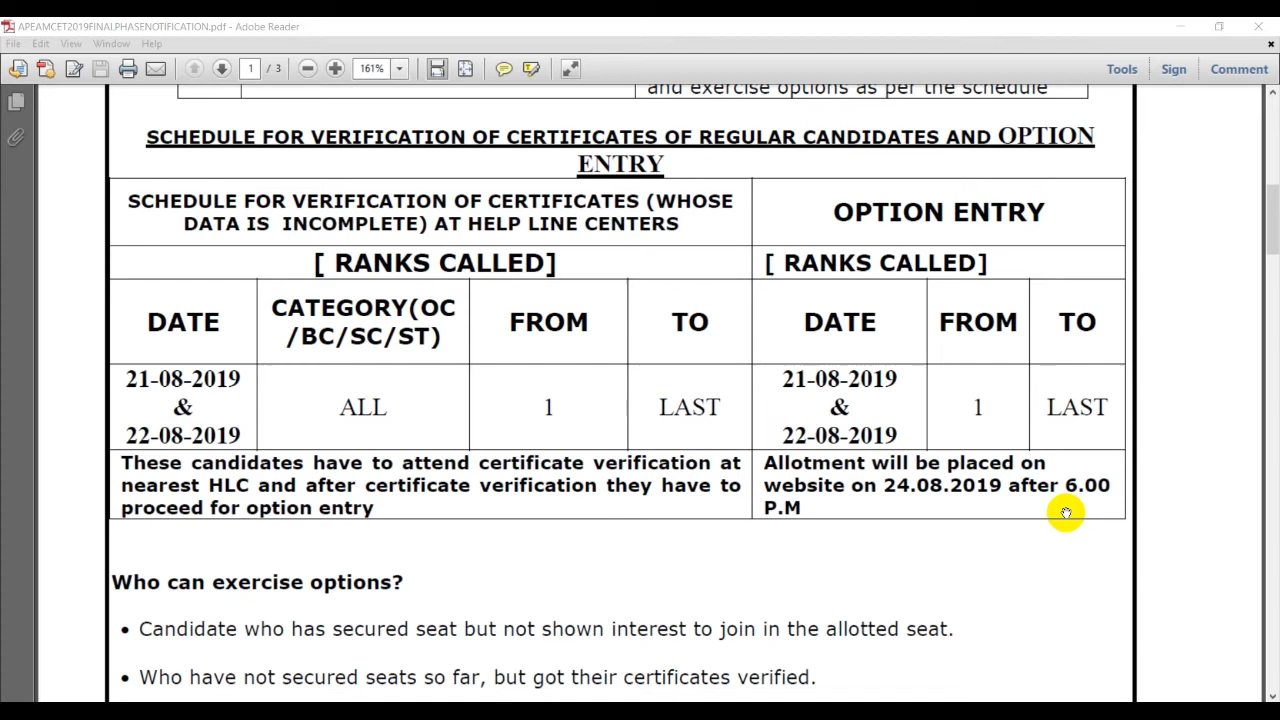 APEAMCET2019FINALPHASENOTIFICATION.pdf - Adobe Reader
File Edit View Window Help
1 / 3 161% Tools Sign Comment
and exercise options as per the schedule
SCHEDULE FOR VERIFICATION OF CERTIFICATES OF REGULAR CANDIDATES AND OPTION
ENTRY
SCHEDULE FOR VERIFICATION OF CERTIFICATES (WHOSE
DATA IS INCOMPLETE) AT HELP LINE CENTERS
OPTION ENTRY
[ RANKS CALLED]
[ RANKS CALLED]
DATE
CATEGORY(OC
/BC/SC/ST)
FROM
TO
DATE
FROM
TO
21-08-2019
&
22-08-2019
ALL
1
LAST
21-08-2019
&
22-08-2019
1
LAST
These candidates have to attend certificate verification at
nearest HLC and after certificate verification they have to
proceed for option entry
Allotment will be placed on
website on 24.08.2019 after 6.00
P.M
Who can exercise options?
• Candidate who has secured seat but not shown interest to join in the allotted seat.
• Who have not secured seats so far, but got their certificates verified.